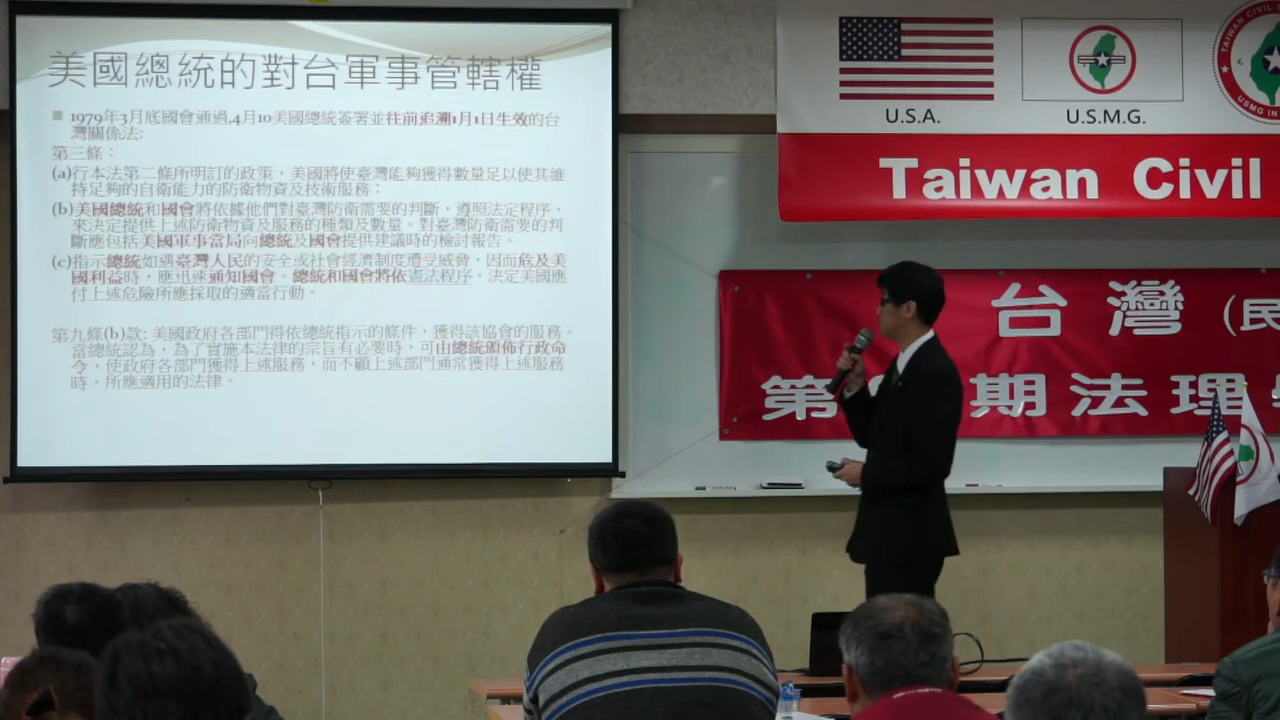 美國總統的對台軍事管轄權
1979年3月底國會通過,4月10美國總統簽署並往前追溯1月1日生效的台
灣關係法:
第三條：
(a)行本法第二條所明訂的政策，美國將使臺灣能夠獲得數量足以使其維
持足夠的自衛能力的防衛物資及技術服務；
(b)美國總統和國會將依據他們對臺灣防衛需要的判斷，遵照法定程序，
來決定提供上述防衛物資及服務的種類及數量。對臺灣防衛需要的判
斷應包括美國軍事當局向總統及國會提供建議時的檢討報告。
(c)指示總統如遇臺灣人民的安全或社會經濟制度遭受威脅，因而危及美
國利益時，應迅速通知國會。總統和國會將依憲法程序，決定美國應
付上述危險所應採取的適當行動。
第九條(b)款: 美國政府各部門得依總統指示的條件，獲得該協會的服務。
當總統認為，為了實施本法律的宗旨有必要時，可由總統頒佈行政命
令，使政府各部門獲得上述服務，而不顧上述部門通常獲得上述服務
時，所應適用的法律。
U.S.A.
U.S.M.G.
TAIWAN CIVIL
USMG IN
Taiwan Civil
台灣(民
第 期法理